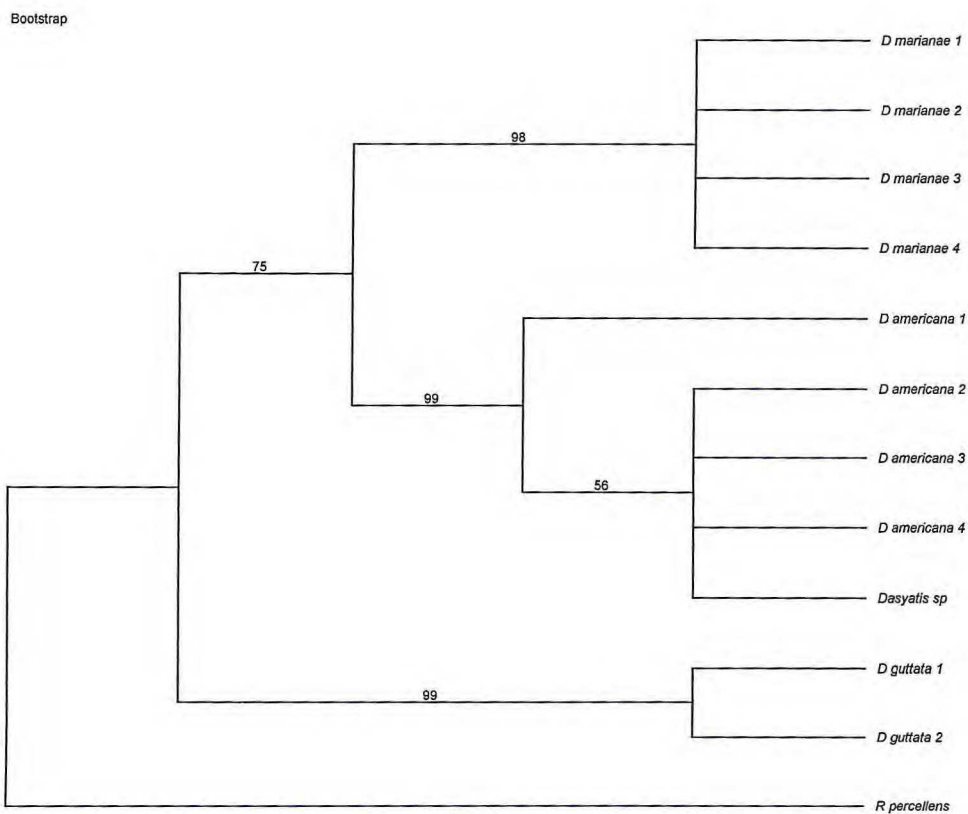 Bootstrap
D marianae 1
98
D marianae 2
D marianae 3
D marianae 4
75
D americana 1
99
D americana 2
D americana 3
56
D americana 4
Dasyatis sp
D guttata 1
99
D guttata 2
R percellens